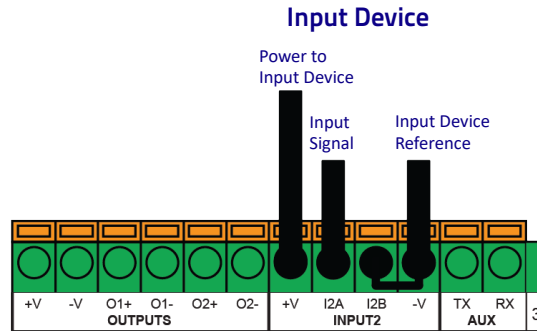 Input Device
Power to
Input Device
Input
Signal
Input Device
Reference
+V -V O1+ O1- O2+ O2- +V I2A I2B -V TX RX
OUTPUTS INPUT2 AUX
3